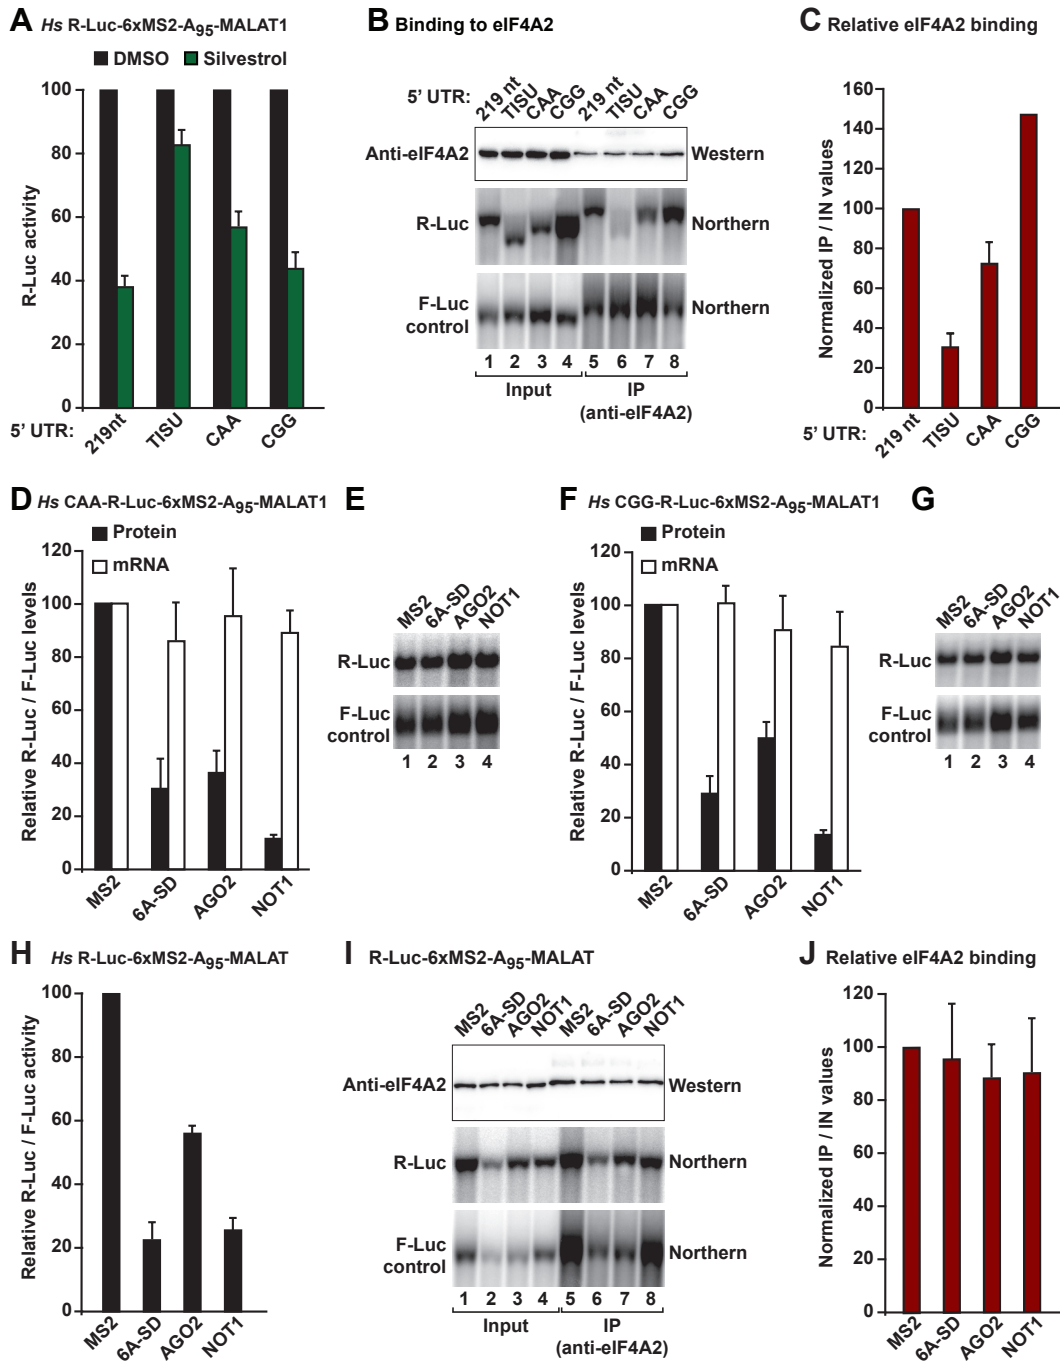 A Hs R-Luc-6xMS2-A95-MALAT1
DMSO Silvestrol
R-Luc activity
100
80
60
40
20
0
5' UTR: 219nt TISU CAA CGG
B Binding to eIF4A2
5' UTR: 219 nt TISU CAA CGG 219 nt TISU CAA CGG
Anti-eIF4A2 Western
R-Luc Northern
F-Luc control Northern
1 2 3 4 5 6 7 8
Input IP
(anti-eIF4A2)
C Relative eIF4A2 binding
Normalized IP / IN values
160
140
120
100
80
60
40
20
0
5' UTR: 219 nt TISU CAA CGG
D Hs CAA-R-Luc-6xMS2-A95-MALAT1
Protein
mRNA
Relative R-Luc / F-Luc levels
120
100
80
60
40
20
0
MS2 6A-SD AGO2 NOT1
E
MS2 6A-SD AGO2 NOT1
R-Luc
F-Luc control
1 2 3 4
F Hs CGG-R-Luc-6xMS2-A95-MALAT1
Protein
mRNA
Relative R-Luc / F-Luc levels
120
100
80
60
40
20
0
MS2 6A-SD AGO2 NOT1
G
MS2 6A-SD AGO2 NOT1
R-Luc
F-Luc control
1 2 3 4
H Hs R-Luc-6xMS2-A95-MALAT
Relative R-Luc / F-Luc activity
100
80
60
40
20
0
MS2 6A-SD AGO2 NOT1
I R-Luc-6xMS2-A95-MALAT
MS2 6A-SD AGO2 NOT1 MS2 6A-SD AGO2 NOT1
Anti-eIF4A2 Western
R-Luc Northern
F-Luc control Northern
1 2 3 4 5 6 7 8
Input IP
(anti-eIF4A2)
J Relative eIF4A2 binding
Normalized IP / IN values
120
100
80
60
40
20
0
MS2 6A-SD AGO2 NOT1